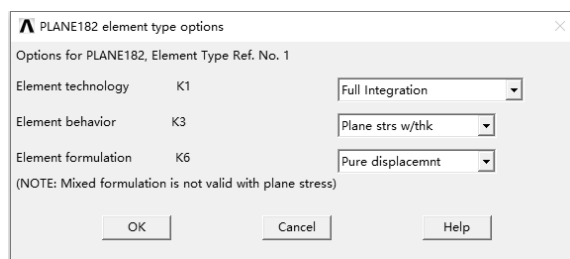 PLANE182 element type options
Options for PLANE182, Element Type Ref. No. 1
Element technology K1 Full Integration
Element behavior K3 Plane strs w/thk
Element formulation K6 Pure displacemnt
(NOTE: Mixed formulation is not valid with plane stress)
OK Cancel Help